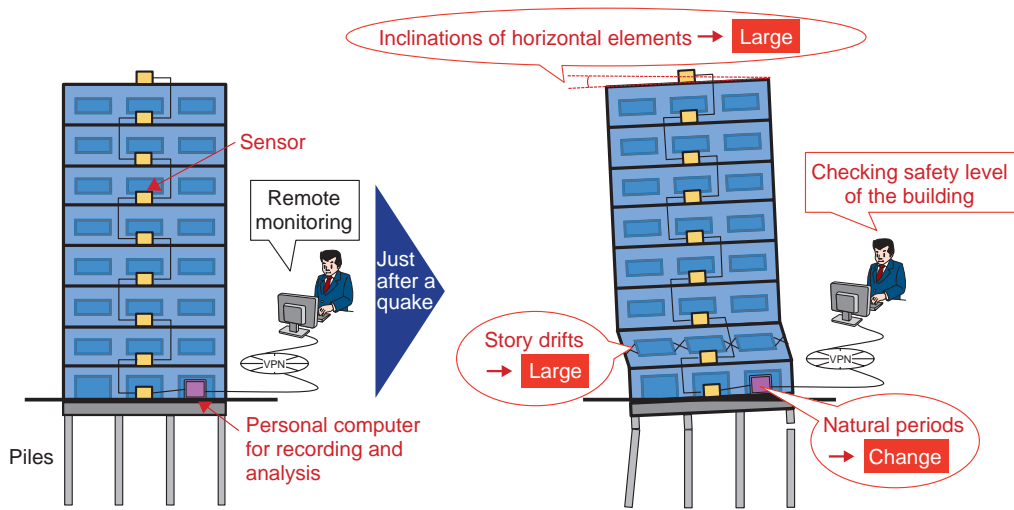 Inclinations of horizontal elements → Large
Sensor
Remote
monitoring
Checking safety level
of the building
Just
after a
quake
Story drifts
→ Large
VPN
VPN
Personal computer
for recording and
analysis
Natural periods
→ Change
Piles